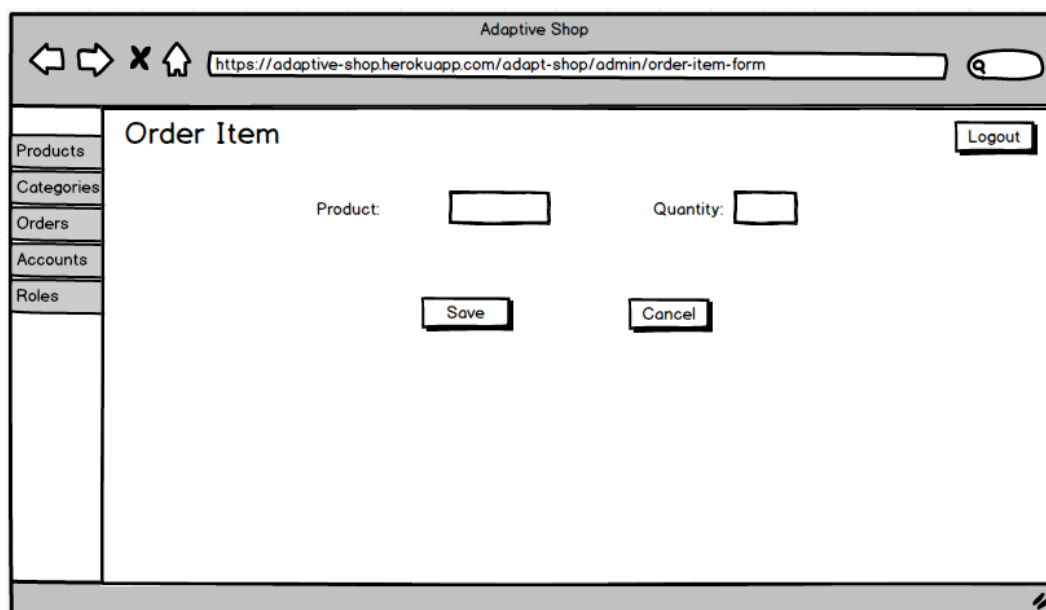 Adaptive Shop
https://adaptive-shop.herokuapp.com/adapt-shop/admin/order-item-form
Order Item
Logout
Products
Categories
Orders
Accounts
Roles
Product:
Quantity:
Save
Cancel